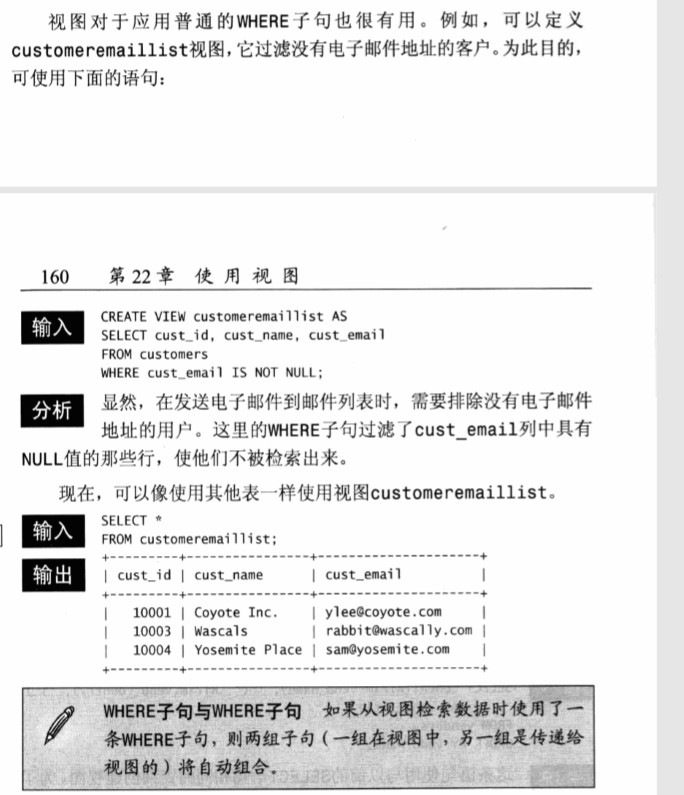 视图对于应用普通的WHERE子句也很有用。例如，可以定义
customeremaillist视图，它过滤没有电子邮件地址的客户。为此目的，
可使用下面的语句：
160 第22章 使用视图
输入 CREATE VIEW customeremaillist AS
SELECT cust_id, cust_name, cust_email
FROM customers
WHERE cust_email IS NOT NULL;
分析 显然，在发送电子邮件到邮件列表时，需要排除没有电子邮件
地址的用户。这里的WHERE子句过滤了cust_email列中具有
NULL值的那些行，使他们不被检索出来。
现在，可以像使用其他表一样使用视图customeremaillist。
输入 SELECT *
FROM customeremaillist;
输出
+---------+----------------+---------------------+
| cust_id | cust_name | cust_email |
+---------+----------------+---------------------+
| 10001 | Coyote Inc. | ylee@coyote.com |
| 10003 | Wascals | rabbit@wascally.com |
| 10004 | Yosemite Place | sam@yosemite.com |
+---------+----------------+---------------------+
WHERE子句与WHERE子句 如果从视图检索数据时使用了一
条WHERE子句，则两组子句（一组在视图中，另一组是传递给
视图的）将自动组合。